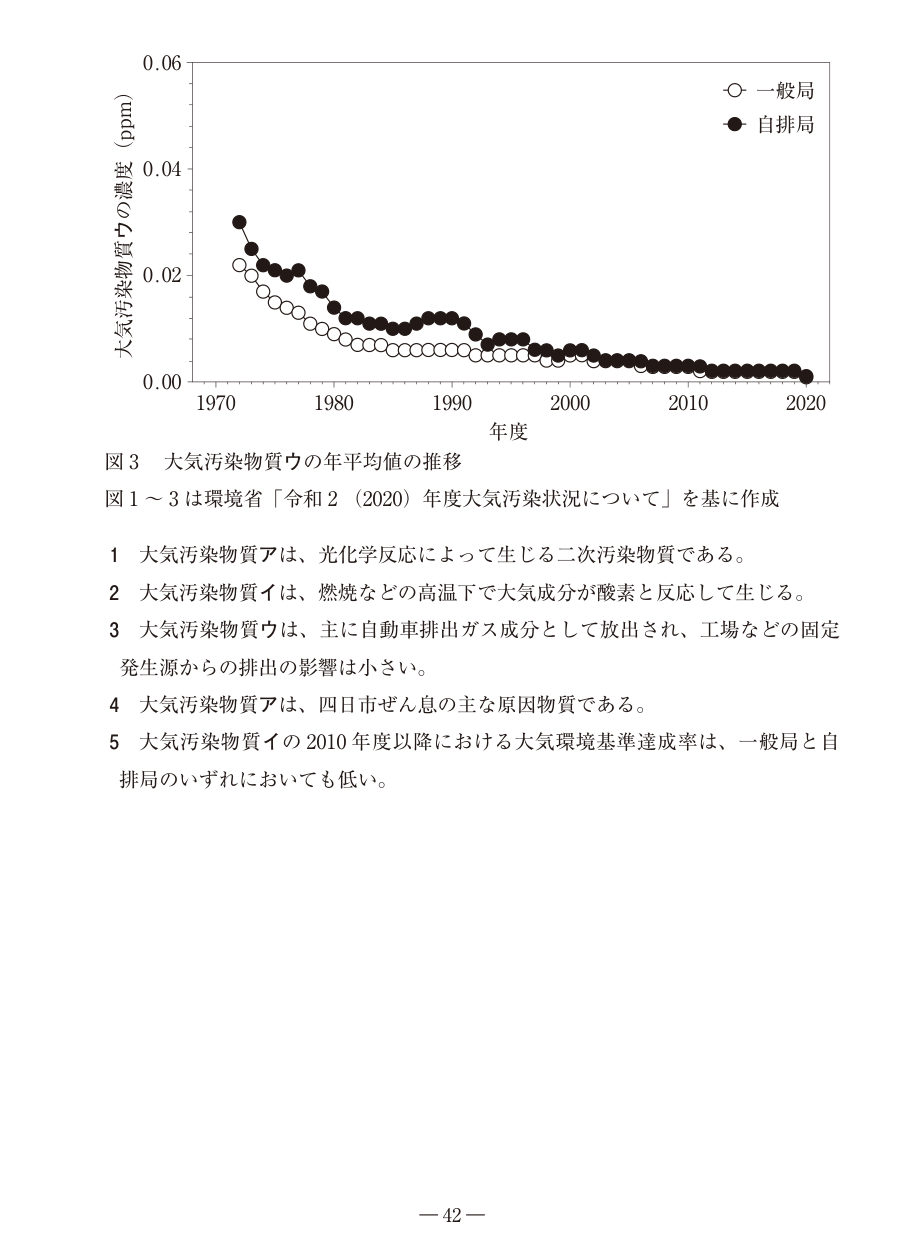 0.06
0.04
0.02
0.00
大気汚染物質ウの濃度（ppm）
一般局
自排局
1970 1980 1990 2000 2010 2020
年度
図3　大気汚染物質ウの年平均値の推移
図1～3は環境省「令和2（2020）年度大気汚染状況について」を基に作成
1　大気汚染物質アは、光化学反応によって生じる二次汚染物質である。
2　大気汚染物質イは、燃焼などの高温下で大気成分が酸素と反応して生じる。
3　大気汚染物質ウは、主に自動車排出ガス成分として放出され、工場などの固定
発生源からの排出の影響は小さい。
4　大気汚染物質アは、四日市ぜん息の主な原因物質である。
5　大気汚染物質イの2010年度以降における大気環境基準達成率は、一般局と自
排局のいずれにおいても低い。
― 42 ―